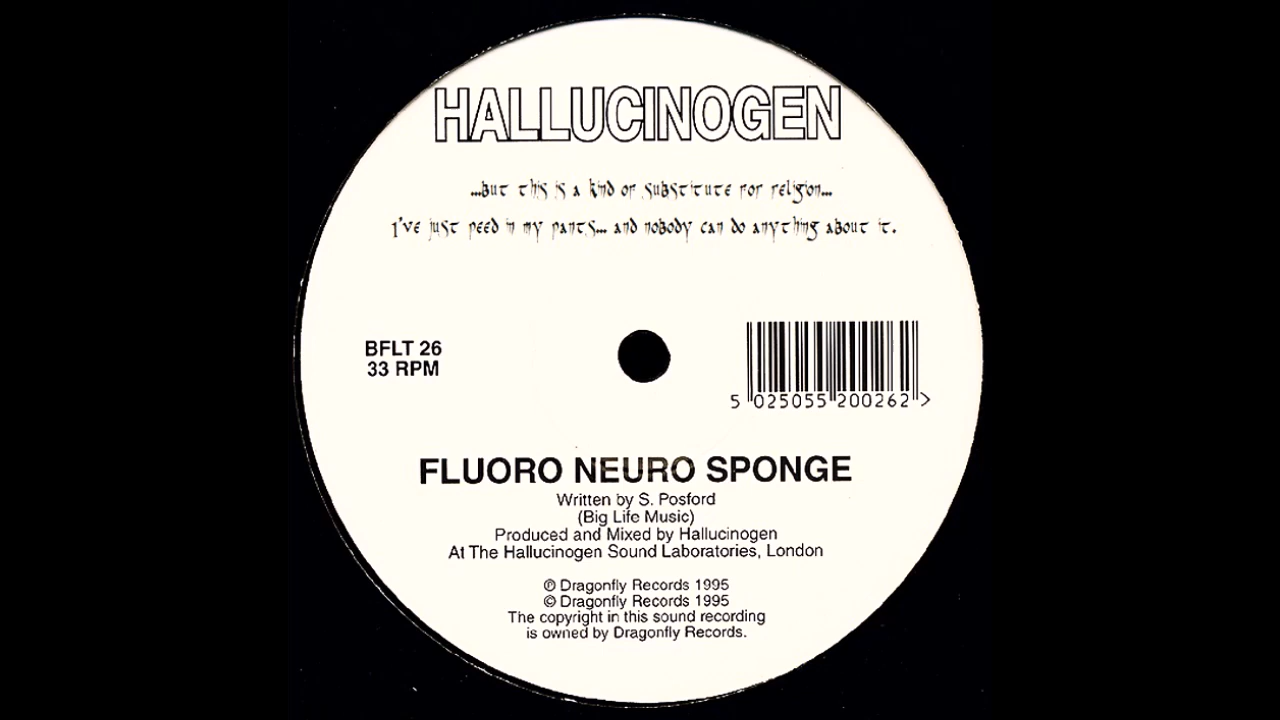 HALLUCINOGEN
...but this is a kind of substitute for religion...
I've just peed in my pants... and nobody can do anything about it.
BFLT 26
33 RPM
5 025055 200262 >
FLUORO NEURO SPONGE
Written by S. Posford
(Big Life Music)
Produced and Mixed by Hallucinogen
At The Hallucinogen Sound Laboratories, London
℗ Dragonfly Records 1995
© Dragonfly Records 1995
The copyright in this sound recording
is owned by Dragonfly Records.